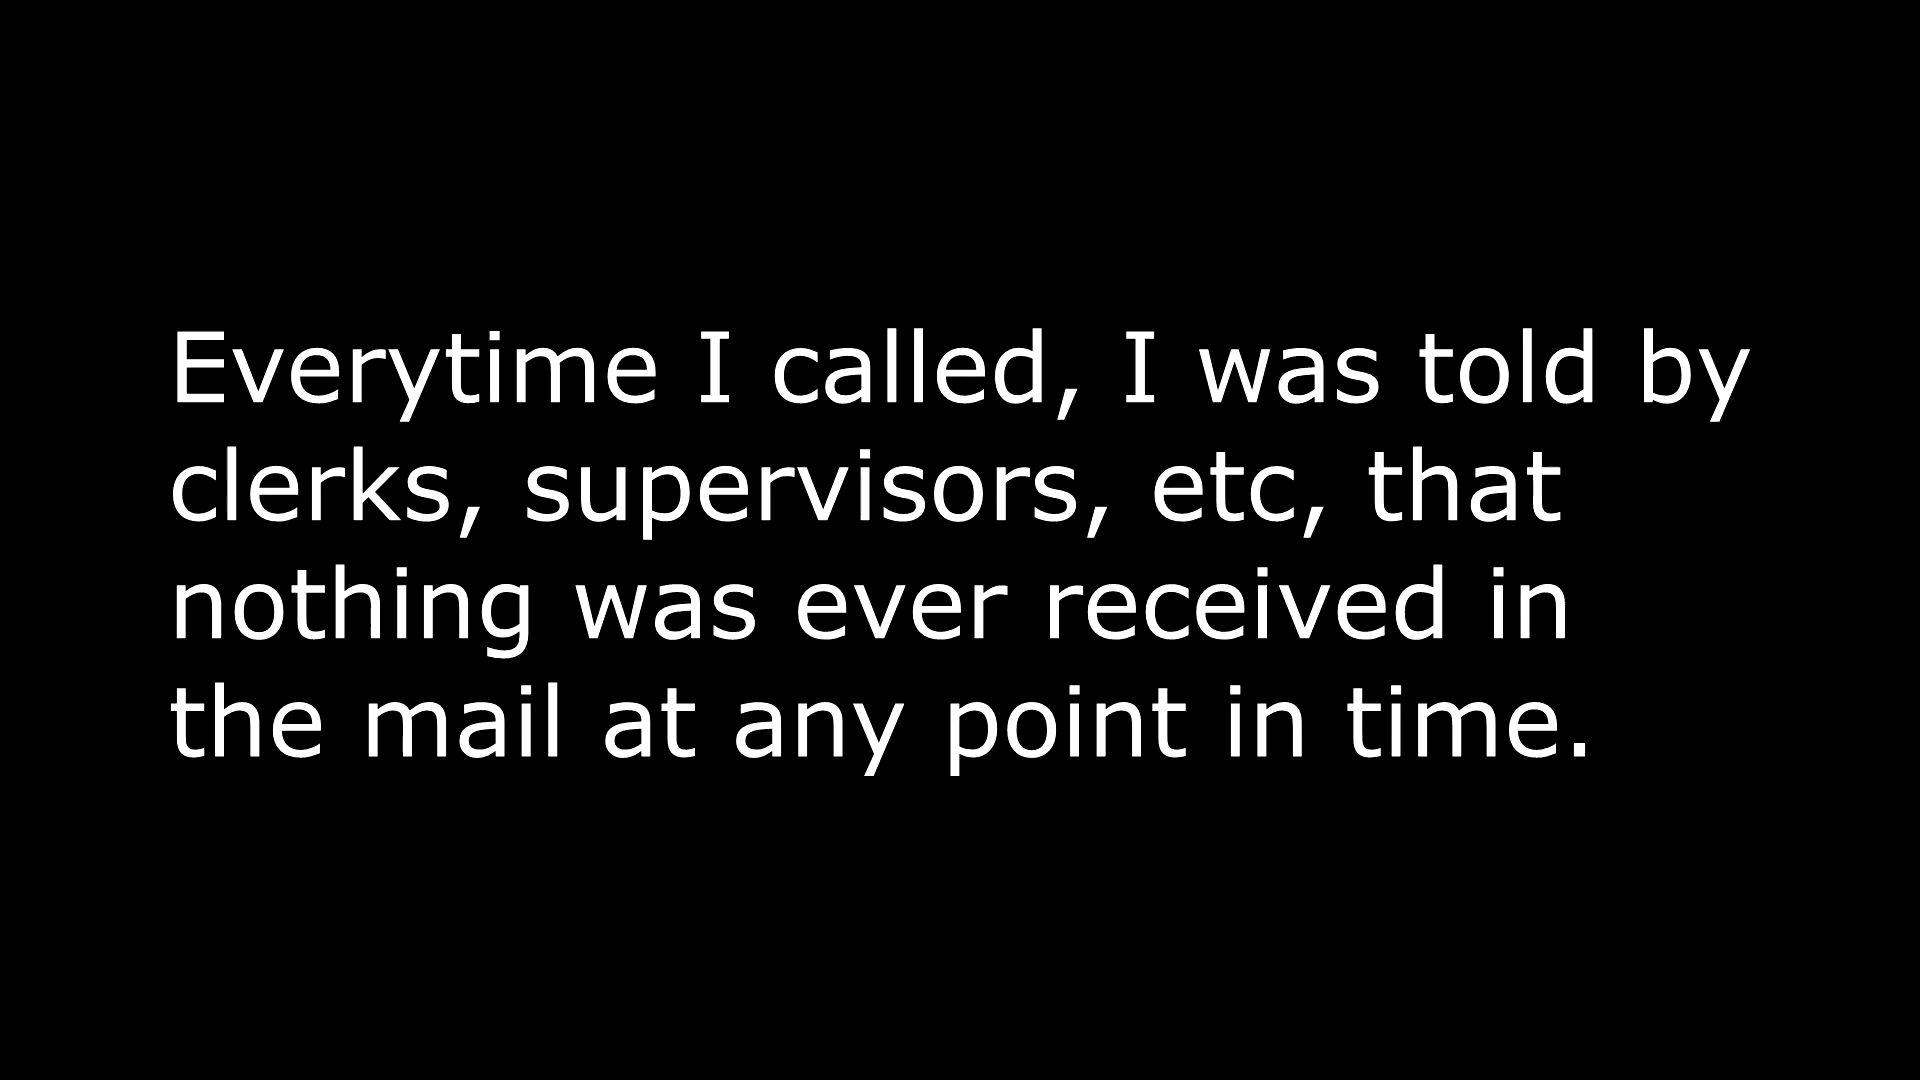 Everytime I called, I was told by
clerks, supervisors, etc, that
nothing was ever received in
the mail at any point in time.